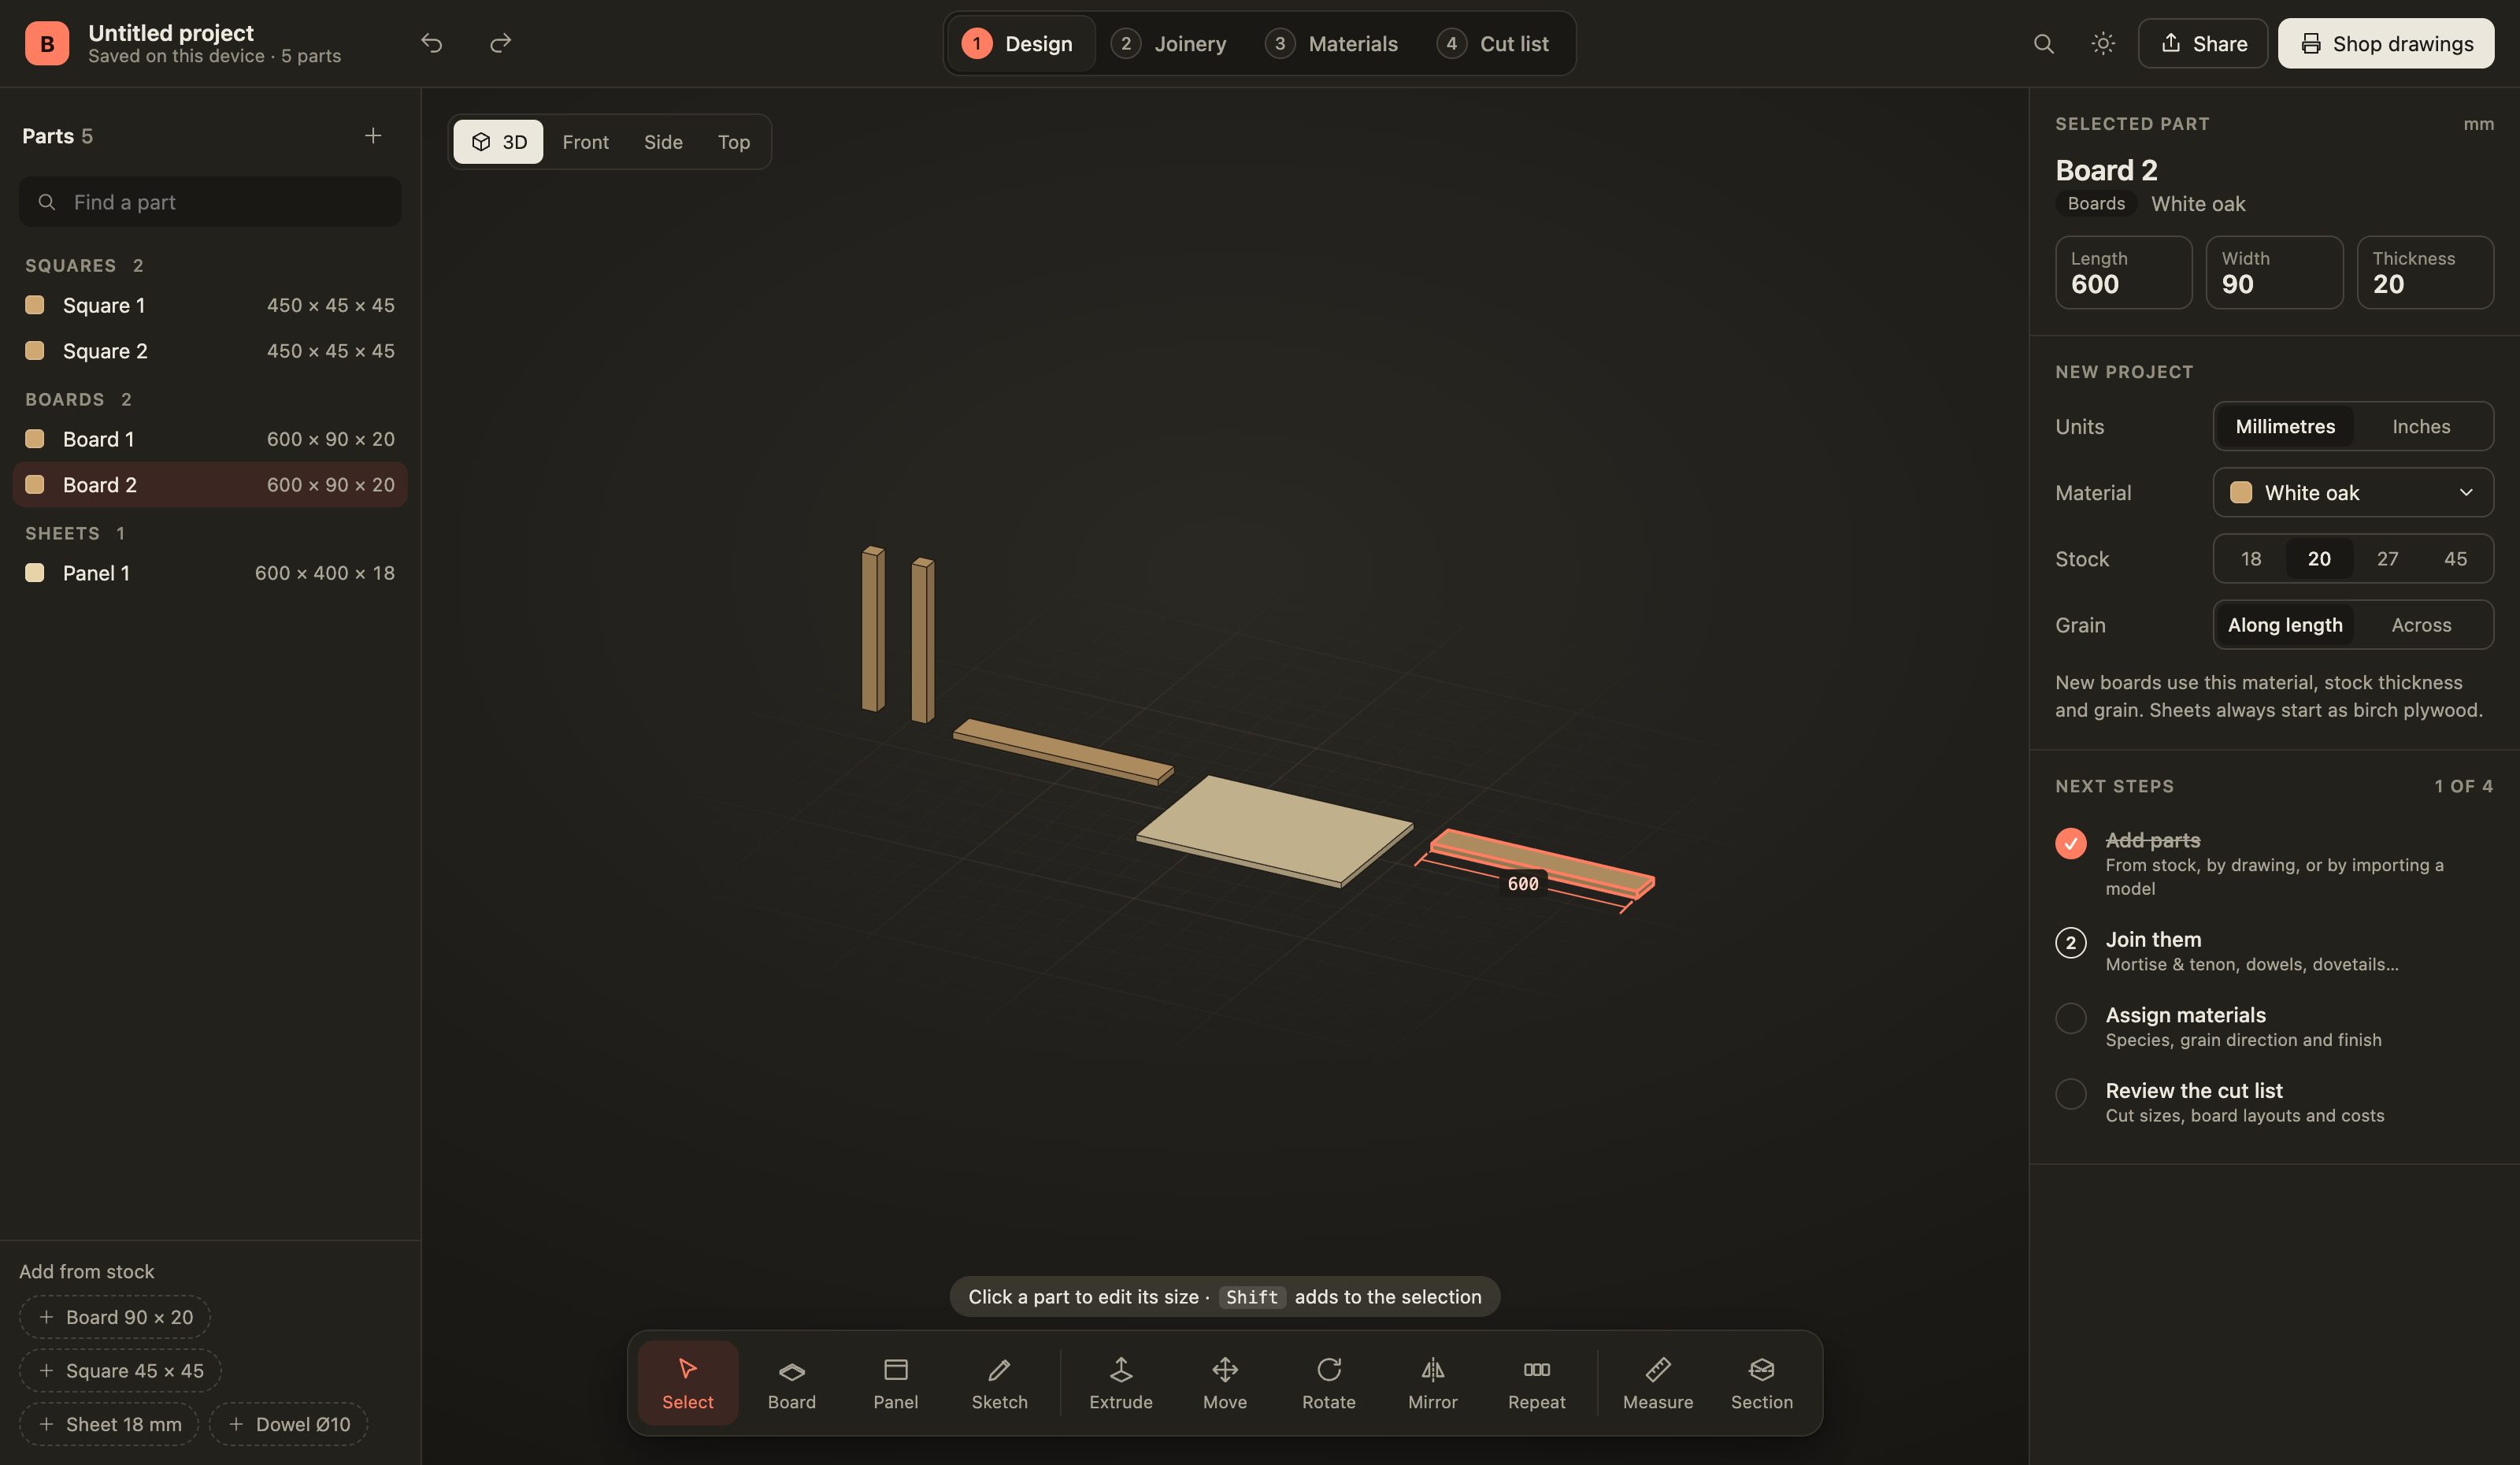 B
Untitled project
Saved on this device · 5 parts
1 Design
2 Joinery
3 Materials
4 Cut list
Share
Shop drawings
Parts 5
Find a part
SQUARES 2
Square 1 450 × 45 × 45
Square 2 450 × 45 × 45
BOARDS 2
Board 1 600 × 90 × 20
Board 2 600 × 90 × 20
SHEETS 1
Panel 1 600 × 400 × 18
Add from stock
+ Board 90 × 20
+ Square 45 × 45
+ Sheet 18 mm + Dowel Ø10
3D Front Side Top
600
Click a part to edit its size · Shift adds to the selection
Select Board Panel Sketch Extrude Move Rotate Mirror Repeat Measure Section
SELECTED PART mm
Board 2
Boards White oak
Length Width Thickness
600 90 20
NEW PROJECT
Units Millimetres Inches
Material White oak
Stock 18 20 27 45
Grain Along length Across
New boards use this material, stock thickness
and grain. Sheets always start as birch plywood.
NEXT STEPS 1 OF 4
Add parts
From stock, by drawing, or by importing a
model
2 Join them
Mortise & tenon, dowels, dovetails...
Assign materials
Species, grain direction and finish
Review the cut list
Cut sizes, board layouts and costs